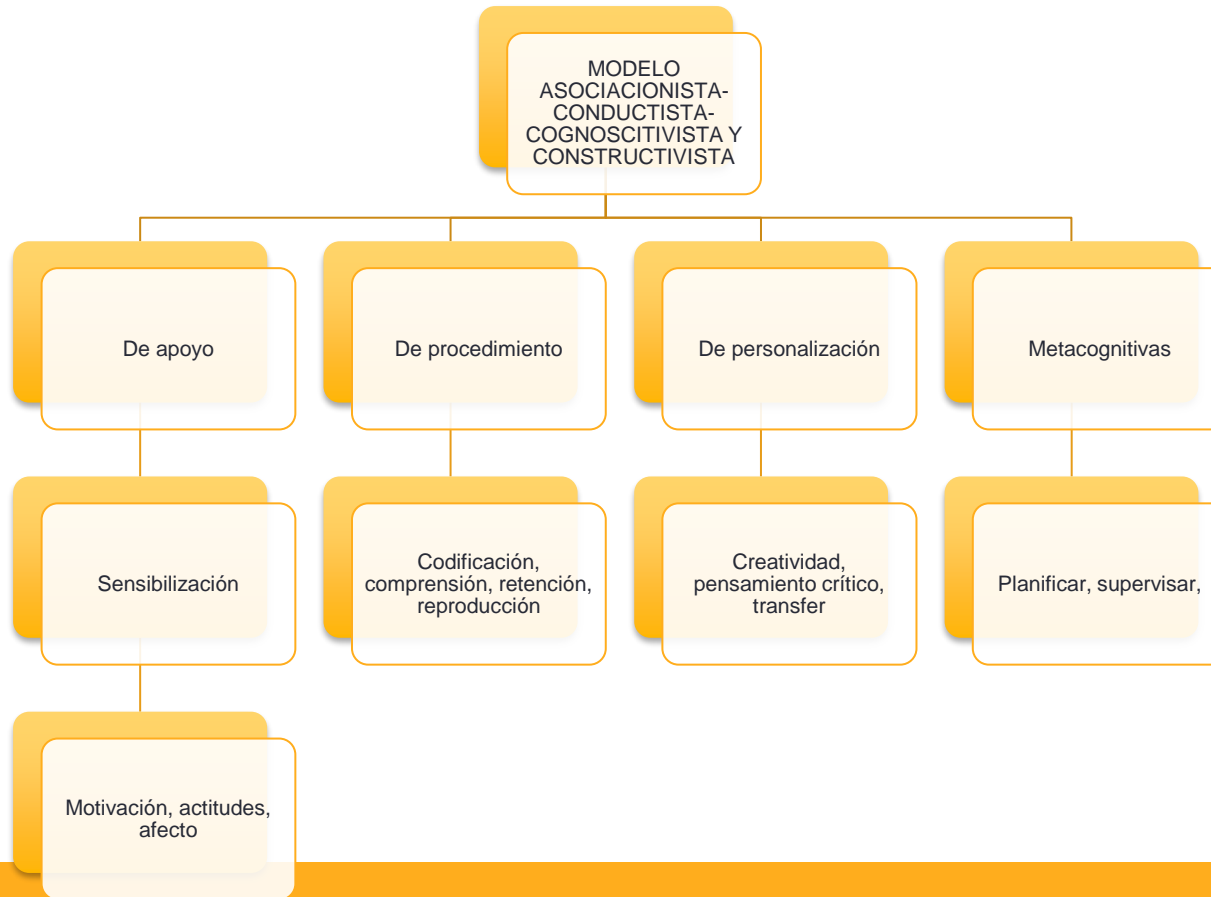 MODELO
ASOCIACIONISTA-
CONDUCTISTA-
COGNOSCITIVISTA Y
CONSTRUCTIVISTA
De apoyo
De procedimiento
De personalización
Metacognitivas
Sensibilización
Codificación,
comprensión, retención,
reproducción
Creatividad,
pensamiento crítico,
transfer
Planificar, supervisar,
Motivación, actitudes,
afecto